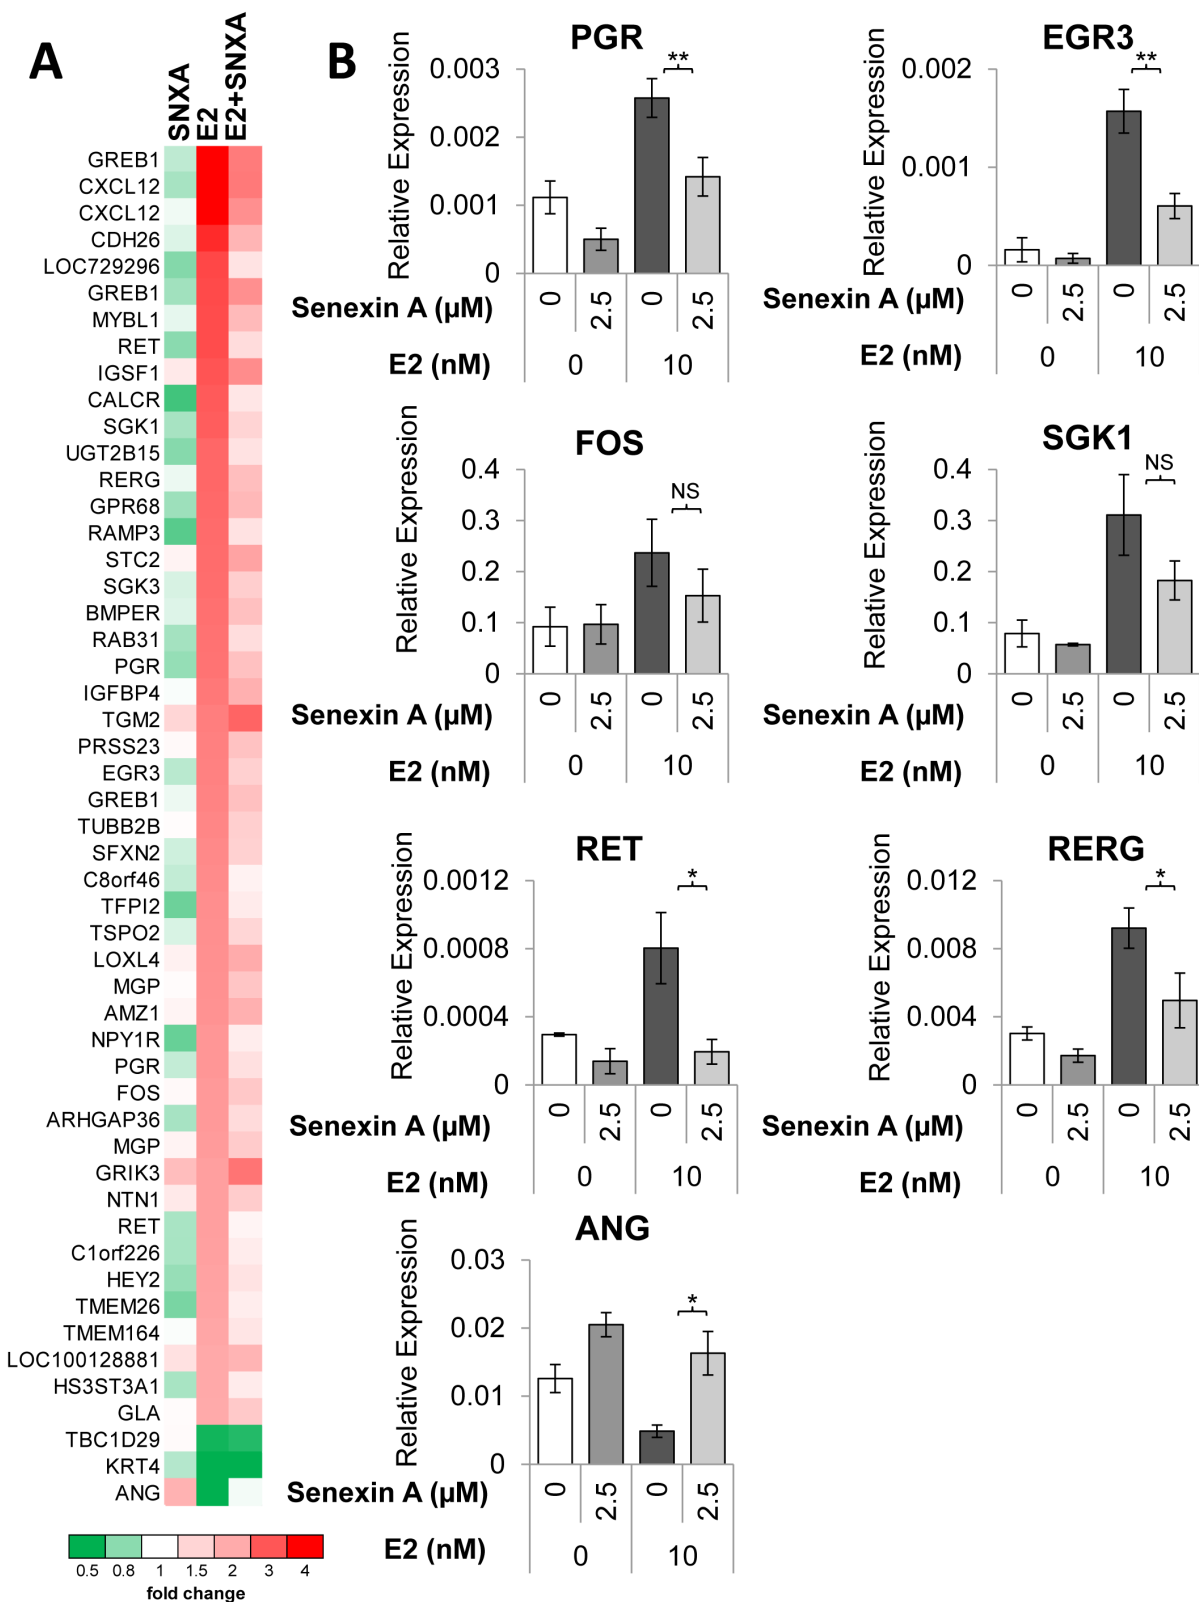 A
SNXA
E2
E2+SNXA
GREB1
CXCL12
CXCL12
CDH26
LOC729296
GREB1
MYBL1
RET
IGSF1
CALCR
SGK1
UGT2B15
RERG
GPR68
RAMP3
STC2
SGK3
BMPER
RAB31
PGR
IGFBP4
TGM2
PRSS23
EGR3
GREB1
TUBB2B
SFXN2
C8orf46
TFPI2
TSPO2
LOXL4
MGP
AMZ1
NPY1R
PGR
FOS
ARHGAP36
MGP
GRIK3
NTN1
RET
C1orf226
HEY2
TMEM26
TMEM164
LOC100128881
HS3ST3A1
GLA
TBC1D29
KRT4
ANG
0.5 0.8 1 1.5 2 3 4
fold change
B
PGR
Relative Expression
0.003
0.002
0.001
0
**
Senexin A (µM)
0 2.5 0 2.5
E2 (nM)
0 10
EGR3
Relative Expression
0.002
0.001
0
**
Senexin A (µM)
0 2.5 0 2.5
E2 (nM)
0 10
FOS
Relative Expression
0.4
0.3
0.2
0.1
0
NS
Senexin A (µM)
0 2.5 0 2.5
E2 (nM)
0 10
SGK1
Relative Expression
0.4
0.3
0.2
0.1
0
NS
Senexin A (µM)
0 2.5 0 2.5
E2 (nM)
0 10
RET
Relative Expression
0.0012
0.0008
0.0004
0
*
Senexin A (µM)
0 2.5 0 2.5
E2 (nM)
0 10
RERG
Relative Expression
0.012
0.008
0.004
0
*
Senexin A (µM)
0 2.5 0 2.5
E2 (nM)
0 10
ANG
Relative Expression
0.03
0.02
0.01
0
*
Senexin A (µM)
0 2.5 0 2.5
E2 (nM)
0 10